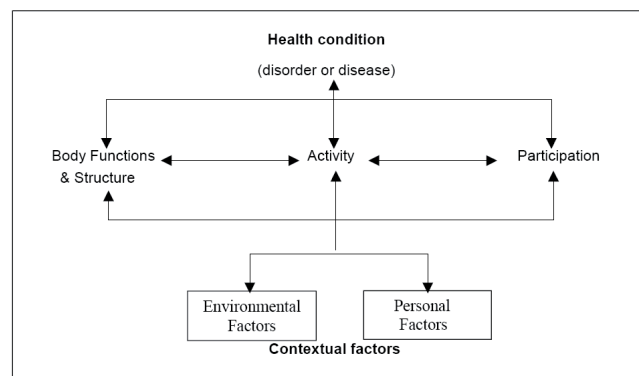 Health condition
(disorder or disease)
Body Functions
& Structure
Activity
Participation
Environmental
Factors
Personal
Factors
Contextual factors